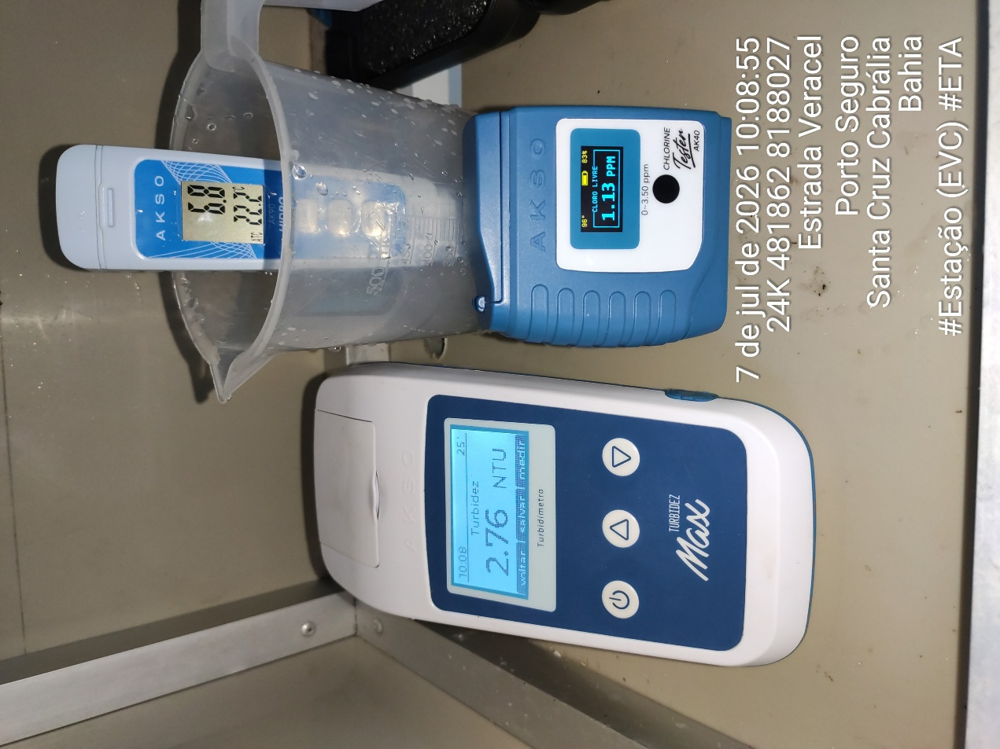 AKSO
6.8
ATC 22.2°C
500
AKSO
96° 83%
CLORO LIVRE
1.13 PPM
0~3.50 ppm
CHLORINE
Tester
AK40
AKSO
10:08 25°
Turbidez
2.76 NTU
voltar | salvar | medir
Turbidímetro
TURBIDEZ
Max
7 de jul de 2026 10:08:55
24K 481862 8188027
Estrada Veracel
Porto Seguro
Santa Cruz Cabrália
Bahia
#Estação (EVC) #ETA